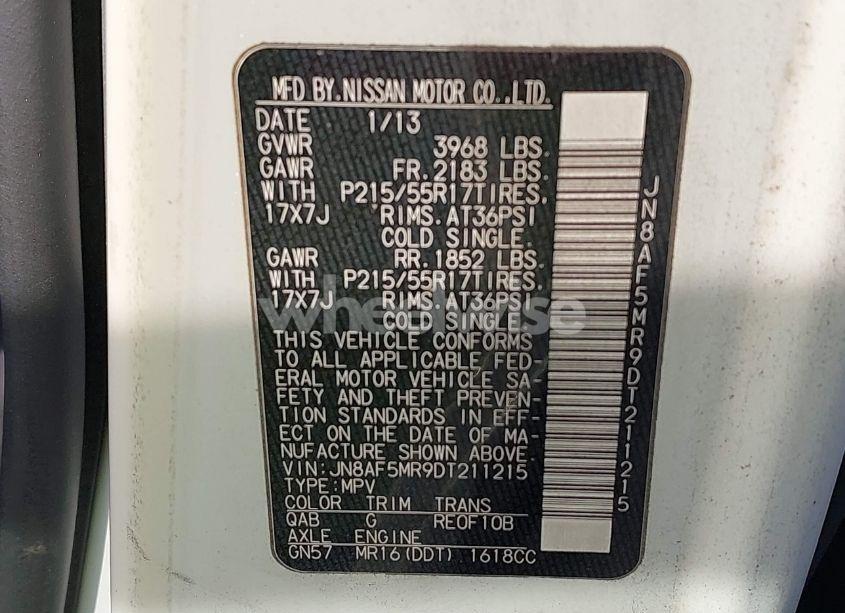 MFD BY.NISSAN MOTOR CO.,LTD.
DATE 1/13
GVWR 3968 LBS.
GAWR FR.2183 LBS.
WITH P215/55R17TIRES.
17X7J RIMS.AT36PSI
COLD SINGLE.
GAWR RR.1852 LBS.
WITH P215/55R17TIRES.
17X7J RIMS.AT36PSI
COLD SINGLE.
THIS VEHICLE CONFORMS
TO ALL APPLICABLE FED-
ERAL MOTOR VEHICLE SA-
FETY AND THEFT PREVEN-
TION STANDARDS IN EFF-
ECT ON THE DATE OF MA-
NUFACTURE SHOWN ABOVE.
VIN:JN8AF5MR9DT211215
TYPE:MPV
COLOR TRIM TRANS
QAB G RE0F10B
AXLE ENGINE
GN57 MR16(DDT) 1618CC
JN8AF5MR9DT211215
wheelhouse